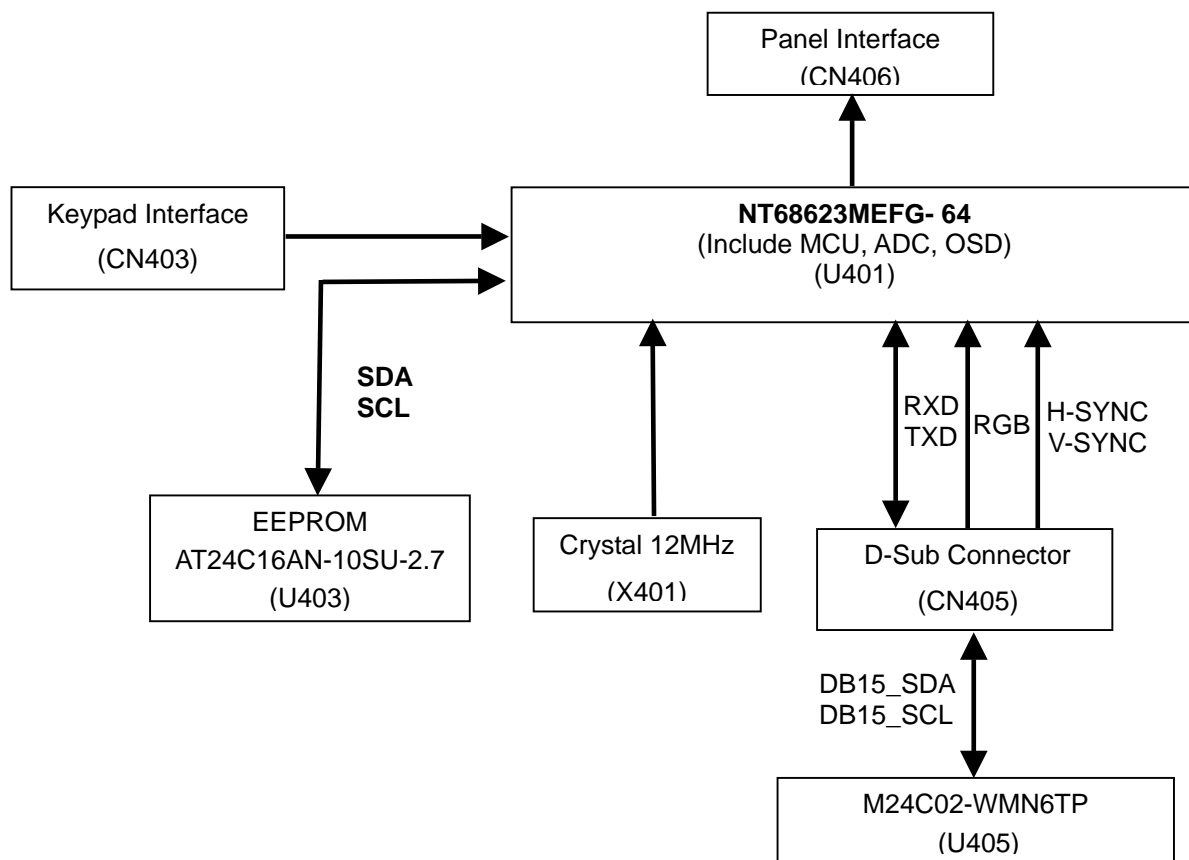 Panel Interface
(CN406)
Keypad Interface
(CN403)
NT68623MEFG- 64
(Include MCU, ADC, OSD)
(U401)
SDA
SCL
RXD
TXD
RGB
H-SYNC
V-SYNC
EEPROM
AT24C16AN-10SU-2.7
(U403)
Crystal 12MHz
(X401)
D-Sub Connector
(CN405)
DB15_SDA
DB15_SCL
M24C02-WMN6TP
(U405)